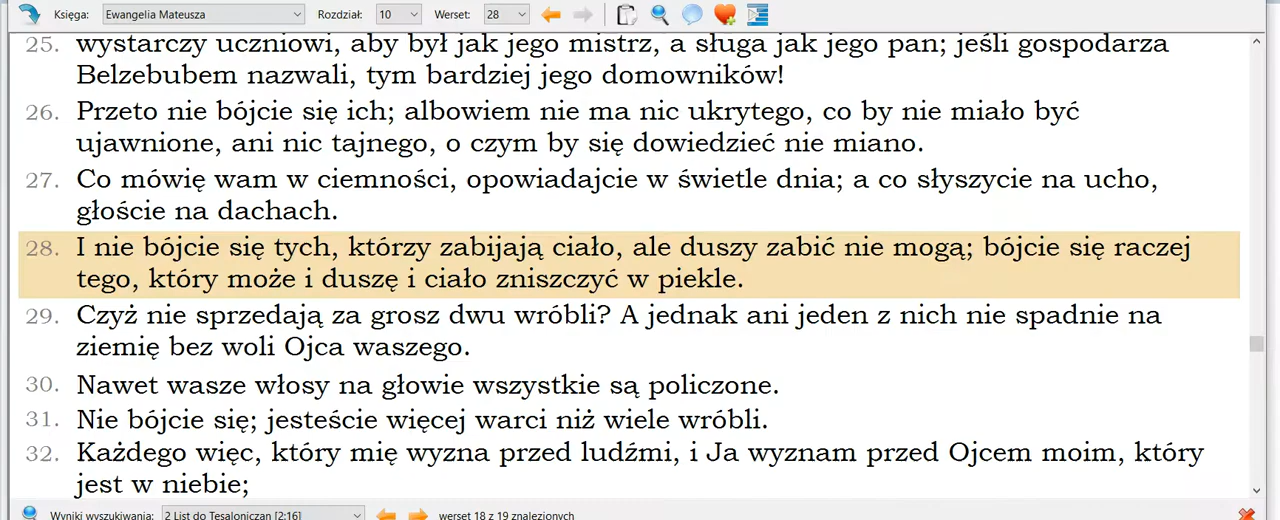 Księga: Ewangelia Mateusza Rozdział: 10 Werset: 28
25. wystarczy uczniowi, aby był jak jego mistrz, a sługa jak jego pan; jeśli gospodarza
Belzebubem nazwali, tym bardziej jego domowników!
26. Przeto nie bójcie się ich; albowiem nie ma nic ukrytego, co by nie miało być
ujawnione, ani nic tajnego, o czym by się dowiedzieć nie miano.
27. Co mówię wam w ciemności, opowiadajcie w świetle dnia; a co słyszycie na ucho,
głoście na dachach.
28. I nie bójcie się tych, którzy zabijają ciało, ale duszy zabić nie mogą; bójcie się raczej
tego, który może i duszę i ciało zniszczyć w piekle.
29. Czyż nie sprzedają za grosz dwu wróbli? A jednak ani jeden z nich nie spadnie na
ziemię bez woli Ojca waszego.
30. Nawet wasze włosy na głowie wszystkie są policzone.
31. Nie bójcie się; jesteście więcej warci niż wiele wróbli.
32. Każdego więc, który mię wyzna przed ludźmi, i Ja wyznam przed Ojcem moim, który
jest w niebie;
Wyniki wyszukiwania: 2 List do Tesaloniczan [2:16] werset 18 z 19 znalezionych